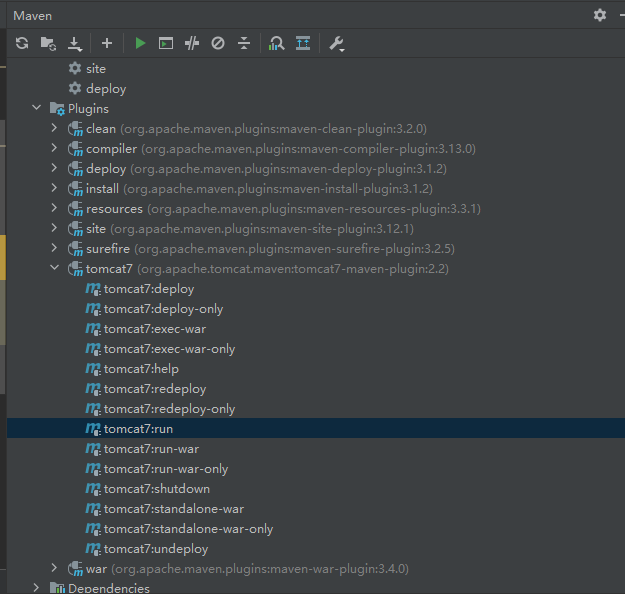 Maven
site
deploy
Plugins
clean (org.apache.maven.plugins:maven-clean-plugin:3.2.0)
compiler (org.apache.maven.plugins:maven-compiler-plugin:3.13.0)
deploy (org.apache.maven.plugins:maven-deploy-plugin:3.1.2)
install (org.apache.maven.plugins:maven-install-plugin:3.1.2)
resources (org.apache.maven.plugins:maven-resources-plugin:3.3.1)
site (org.apache.maven.plugins:maven-site-plugin:3.12.1)
surefire (org.apache.maven.plugins:maven-surefire-plugin:3.2.5)
tomcat7 (org.apache.tomcat.maven:tomcat7-maven-plugin:2.2)
tomcat7:deploy
tomcat7:deploy-only
tomcat7:exec-war
tomcat7:exec-war-only
tomcat7:help
tomcat7:redeploy
tomcat7:redeploy-only
tomcat7:run
tomcat7:run-war
tomcat7:run-war-only
tomcat7:shutdown
tomcat7:standalone-war
tomcat7:standalone-war-only
tomcat7:undeploy
war (org.apache.maven.plugins:maven-war-plugin:3.4.0)
Dependencies